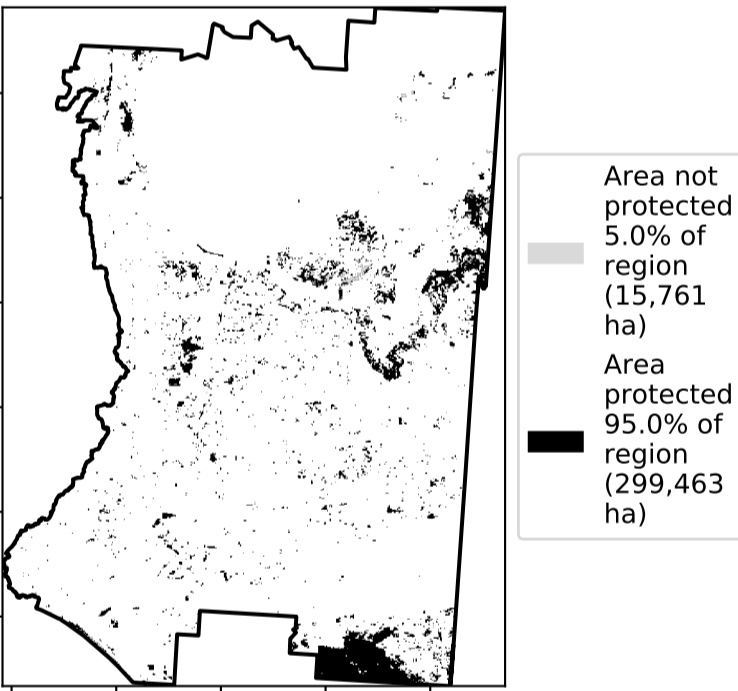 Area not
protected
5.0% of
region
(15,761
ha)
Area
protected
95.0% of
region
(299,463
ha)